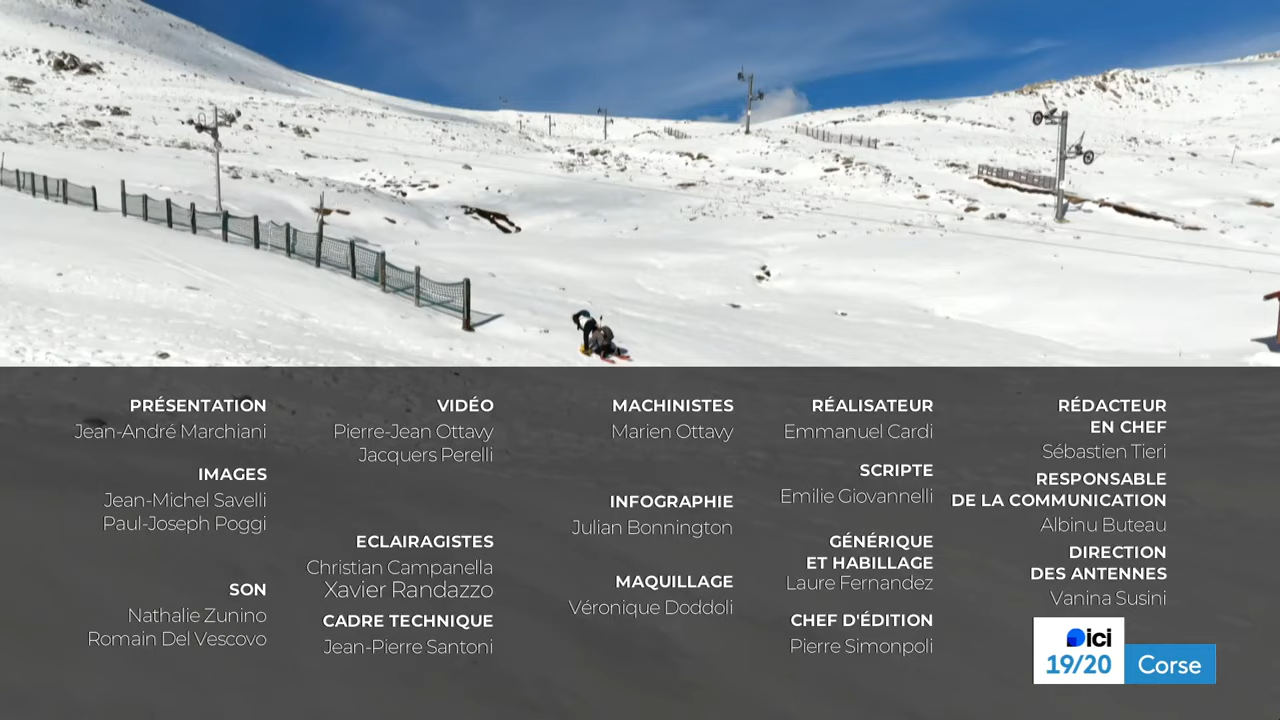 PRÉSENTATION
Jean-André Marchiani
IMAGES
Jean-Michel Savelli
Paul-Joseph Poggi
SON
Nathalie Zunino
Romain Del Vescovo
VIDÉO
Pierre-Jean Ottavy
Jacques Perelli
ECLAIRAGISTES
Christian Campanella
Xavier Randazzo
CADRE TECHNIQUE
Jean-Pierre Santoni
MACHINISTES
Marien Ottavy
INFOGRAPHIE
Julian Bonnington
MAQUILLAGE
Véronique Doddoli
RÉALISATEUR
Emmanuel Cardi
SCRIPTE
Emilie Giovannelli
GÉNÉRIQUE
ET HABILLAGE
Laure Fernandez
CHEF D'ÉDITION
Pierre Simonpoli
RÉDACTEUR
EN CHEF
Sébastien Tieri
RESPONSABLE
DE LA COMMUNICATION
Albinu Buteau
DIRECTION
DES ANTENNES
Vanina Susini
ici
19/20 Corse